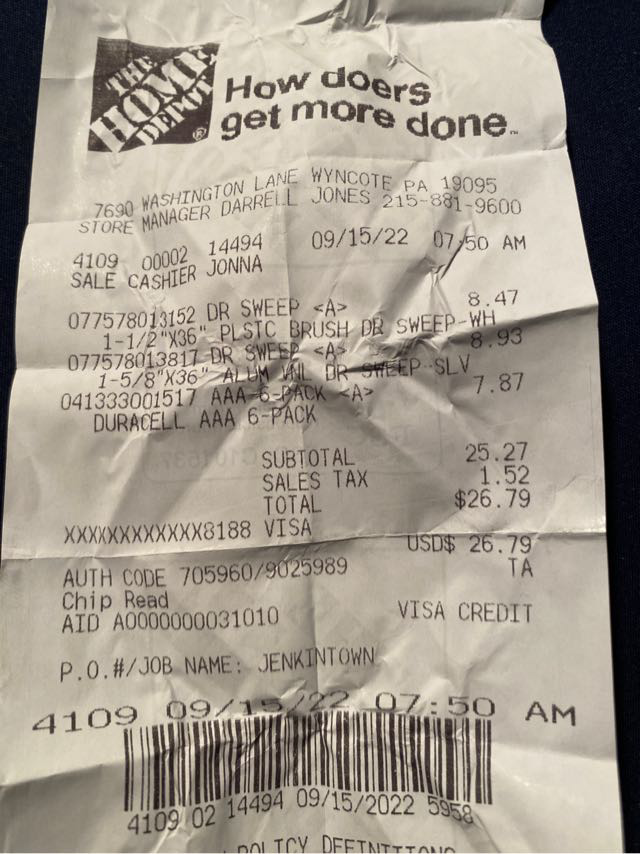 THE
HOME
DEPOT
How doers
get more done
7690 WASHINGTON LANE WYNCOTE PA 19095
STORE MANAGER DARRELL JONES 215-881-9600
4109 00002 14494 09/15/22 07:50 AM
SALE CASHIER JONNA
077578013152 DR SWEEP <A> 8.47
1-1/2"X36" PLSTC BRUSH DR SWEEP-WH
077578013817 DR SWEEP <A> 8.93
1-5/8"X36" ALUM VNL DR SWEEP-SLV
041333001517 AAA-6-PACK <A> 7.87
DURACELL AAA 6-PACK
SUBTOTAL 25.27
SALES TAX 1.52
TOTAL $26.79
XXXXXXXXXXXX8188 VISA
USD$ 26.79
AUTH CODE 705960/9025989 TA
Chip Read
AID A0000000031010 VISA CREDIT
P.O.#/JOB NAME: JENKINTOWN
4109 09/15/22 07:50 AM
4109 02 14494 09/15/2022 5958
POLICY DEFINITIONS